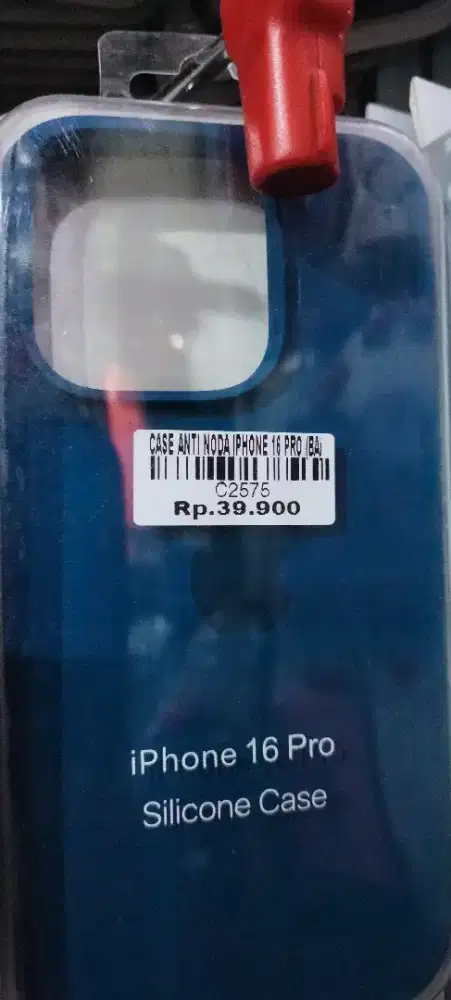 CASE ANTI NODA IPHONE 16 PRO (BA)
C2575
Rp.39.900
iPhone 16 Pro
Silicone Case